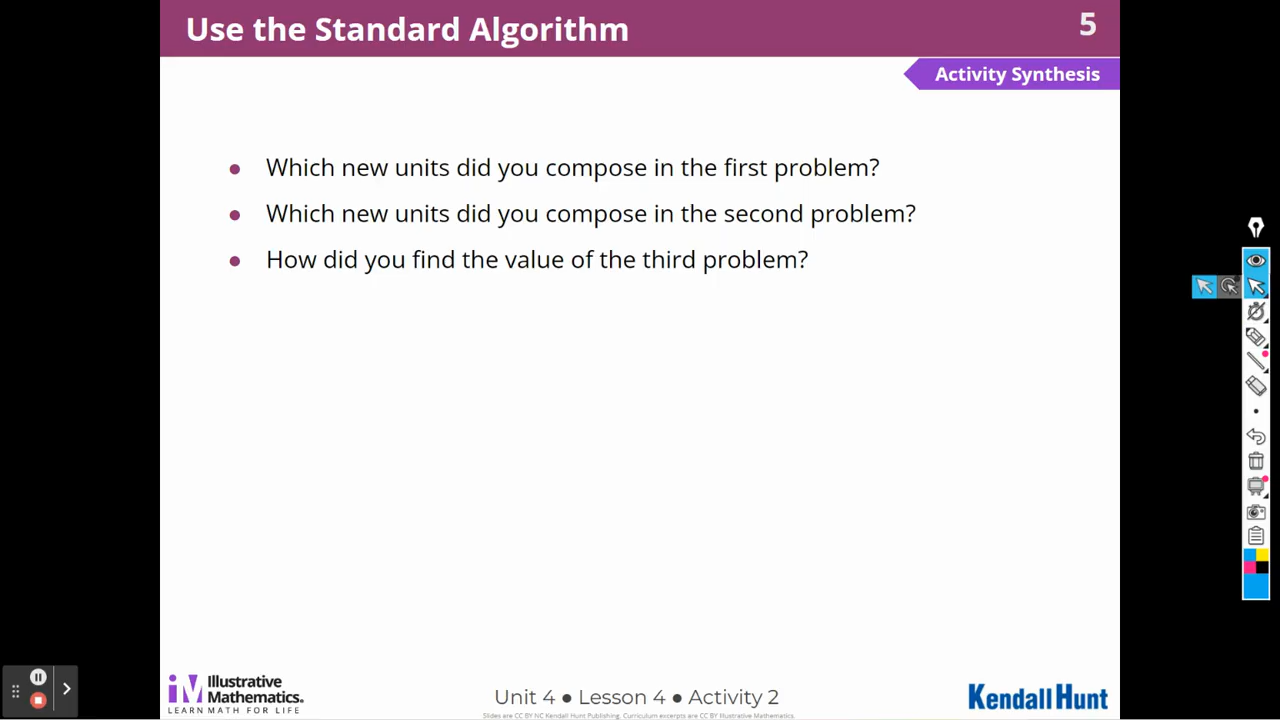 Use the Standard Algorithm
5
Activity Synthesis
Which new units did you compose in the first problem?
Which new units did you compose in the second problem?
How did you find the value of the third problem?
iM Illustrative Mathematics.
LEARN MATH FOR LIFE
Unit 4 ● Lesson 4 ● Activity 2
Slides are CC BY NC Kendall Hunt Publishing. Curriculum excerpts are CC BY Illustrative Mathematics.
Kendall Hunt